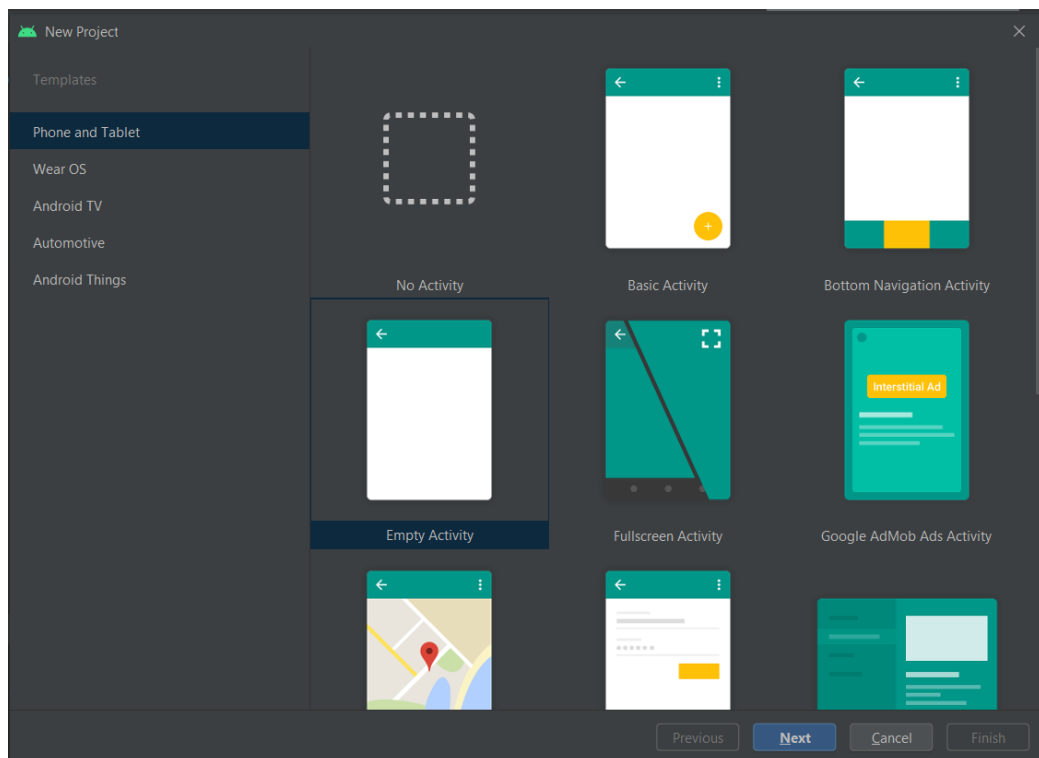 New Project
Templates
Phone and Tablet
Wear OS
Android TV
Automotive
Android Things
No Activity
Basic Activity
Bottom Navigation Activity
Interstitial Ad
Empty Activity
Fullscreen Activity
Google AdMob Ads Activity
Previous
Next
Cancel
Finish